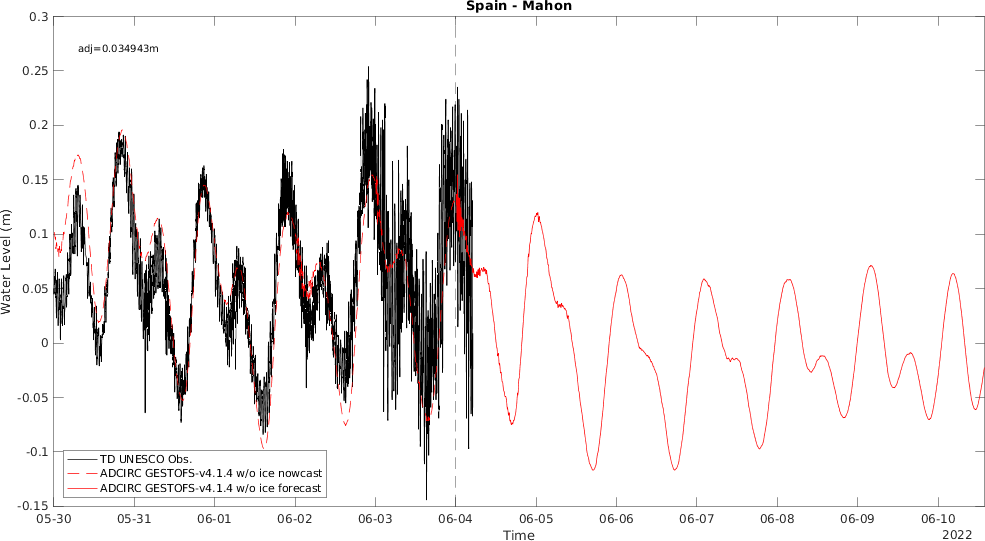 Spain - Mahon
0.3
adj=0.034943m
0.25
0.2
0.15
0.1
0.05
0
-0.05
-0.1
-0.15
Water Level (m)
TD UNESCO Obs.
ADCIRC GESTOFS-v4.1.4 w/o ice nowcast
ADCIRC GESTOFS-v4.1.4 w/o ice forecast
05-30 05-31 06-01 06-02 06-03 06-04 06-05 06-06 06-07 06-08 06-09 06-10
Time
2022